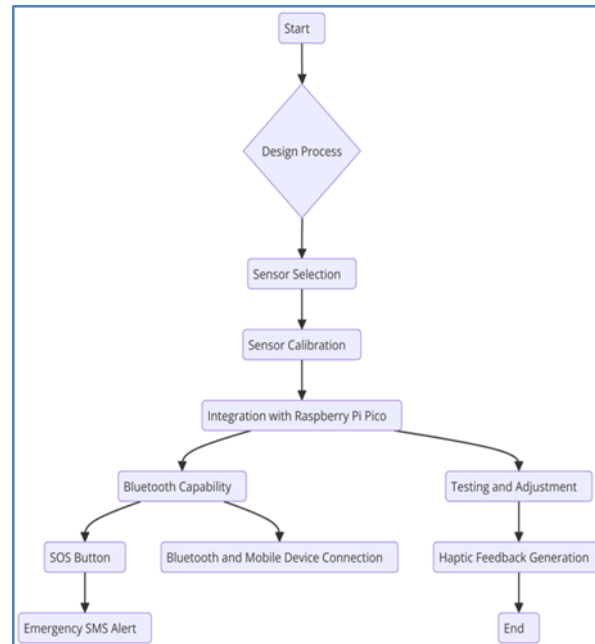 Start
Design Process
Sensor Selection
Sensor Calibration
Integration with Raspberry Pi Pico
Bluetooth Capability
Testing and Adjustment
SOS Button
Bluetooth and Mobile Device Connection
Haptic Feedback Generation
Emergency SMS Alert
End